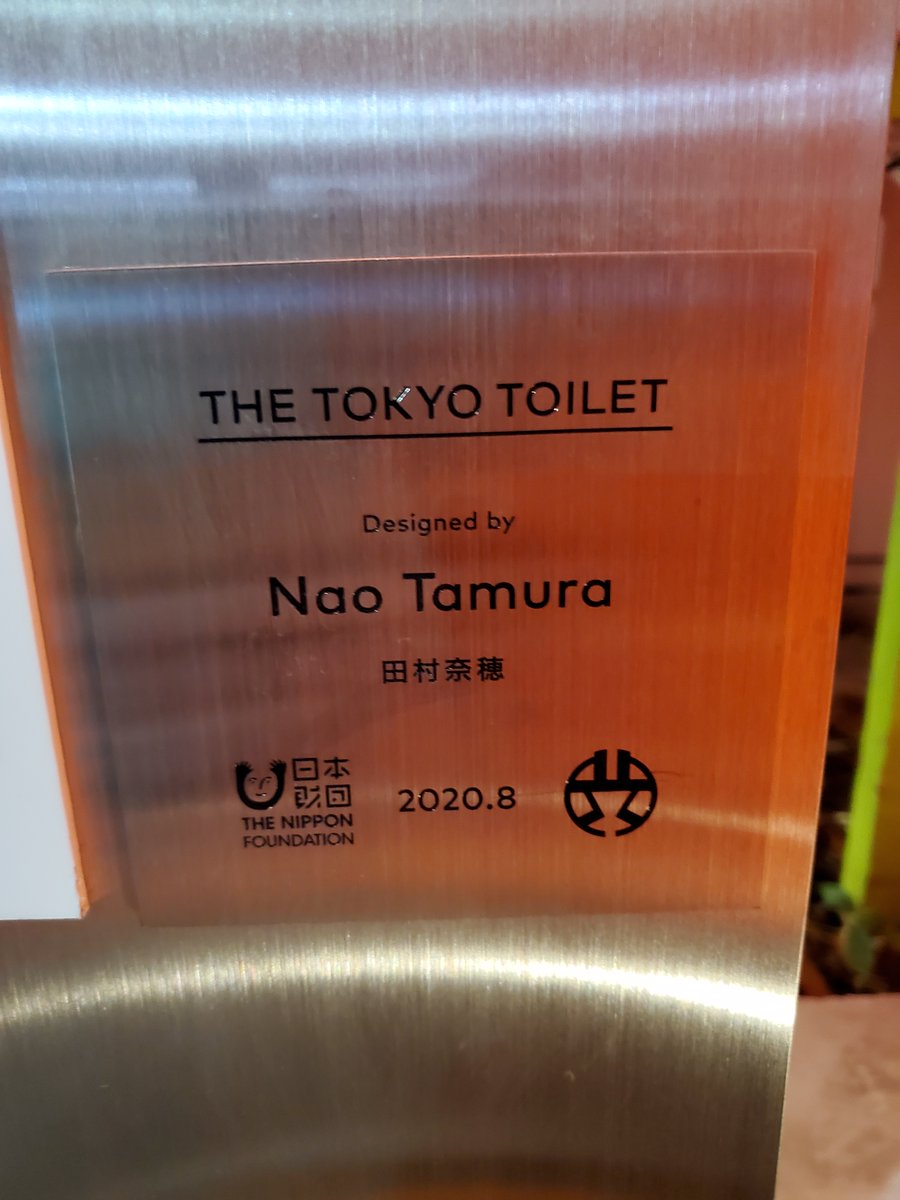 THE TOKYO TOILET
Designed by
Nao Tamura
田村奈穂
日本
財団
THE NIPPON
FOUNDATION
2020.8